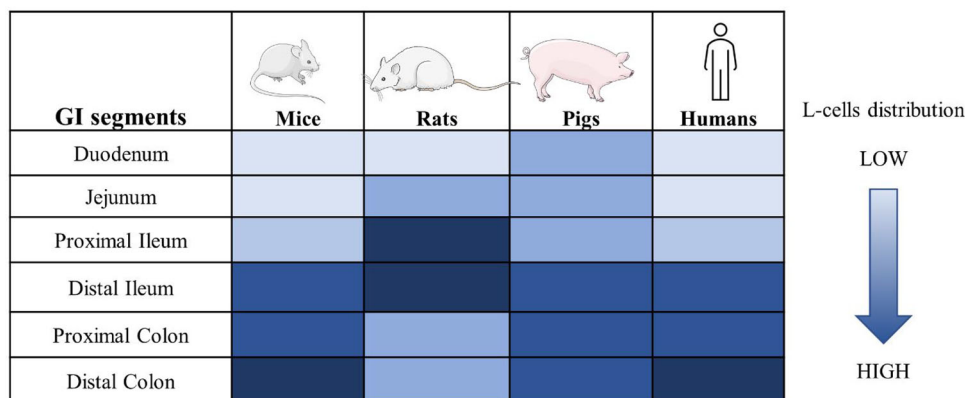 GI segments
Mice
Rats
Pigs
Humans
L-cells distribution
Duodenum
LOW
Jejunum
Proximal Ileum
Distal Ileum
Proximal Colon
Distal Colon
HIGH